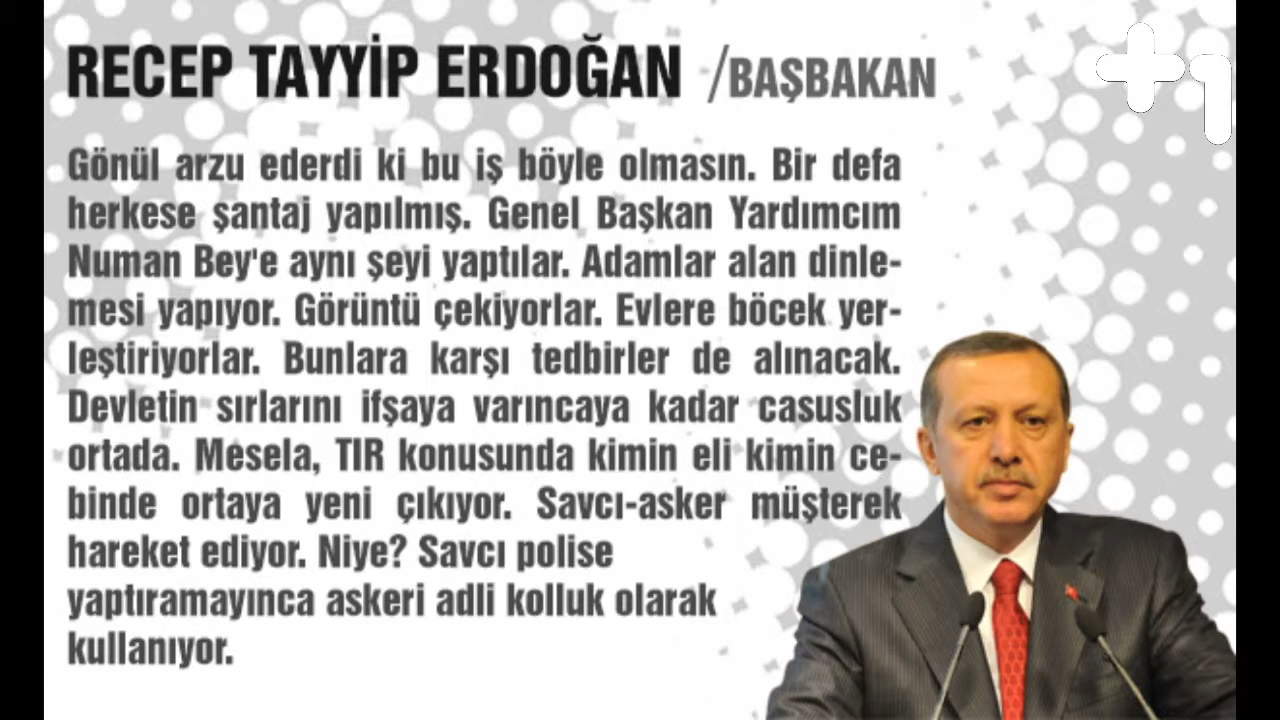 RECEP TAYYİP ERDOĞAN /BAŞBAKAN
+1
Gönül arzu ederdi ki bu iş böyle olmasın. Bir defa
herkese şantaj yapılmış. Genel Başkan Yardımcım
Numan Bey'e aynı şeyi yaptılar. Adamlar alan dinle-
mesi yapıyor. Görüntü çekiyorlar. Evlere böcek yer-
leştiriyorlar. Bunlara karşı tedbirler de alınacak.
Devletin sırlarını ifşaya varıncaya kadar casusluk
ortada. Mesela, TIR konusunda kimin eli kimin ce-
binde ortaya yeni çıkıyor. Savcı-asker müşterek
hareket ediyor. Niye? Savcı polise
yaptıramayınca askeri adli kolluk olarak
kullanıyor.